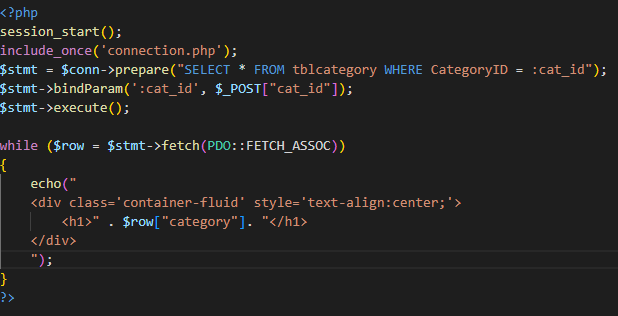 <?php
session_start();
include_once('connection.php');
$stmt = $conn->prepare("SELECT * FROM tblcategory WHERE CategoryID = :cat_id");
$stmt->bindParam(':cat_id', $_POST["cat_id"]);
$stmt->execute();

while ($row = $stmt->fetch(PDO::FETCH_ASSOC))
{
    echo("
    <div class='container-fluid' style='text-align:center;'>
        <h1>" . $row["category"]. "</h1>
    </div>
    ");
}
?>